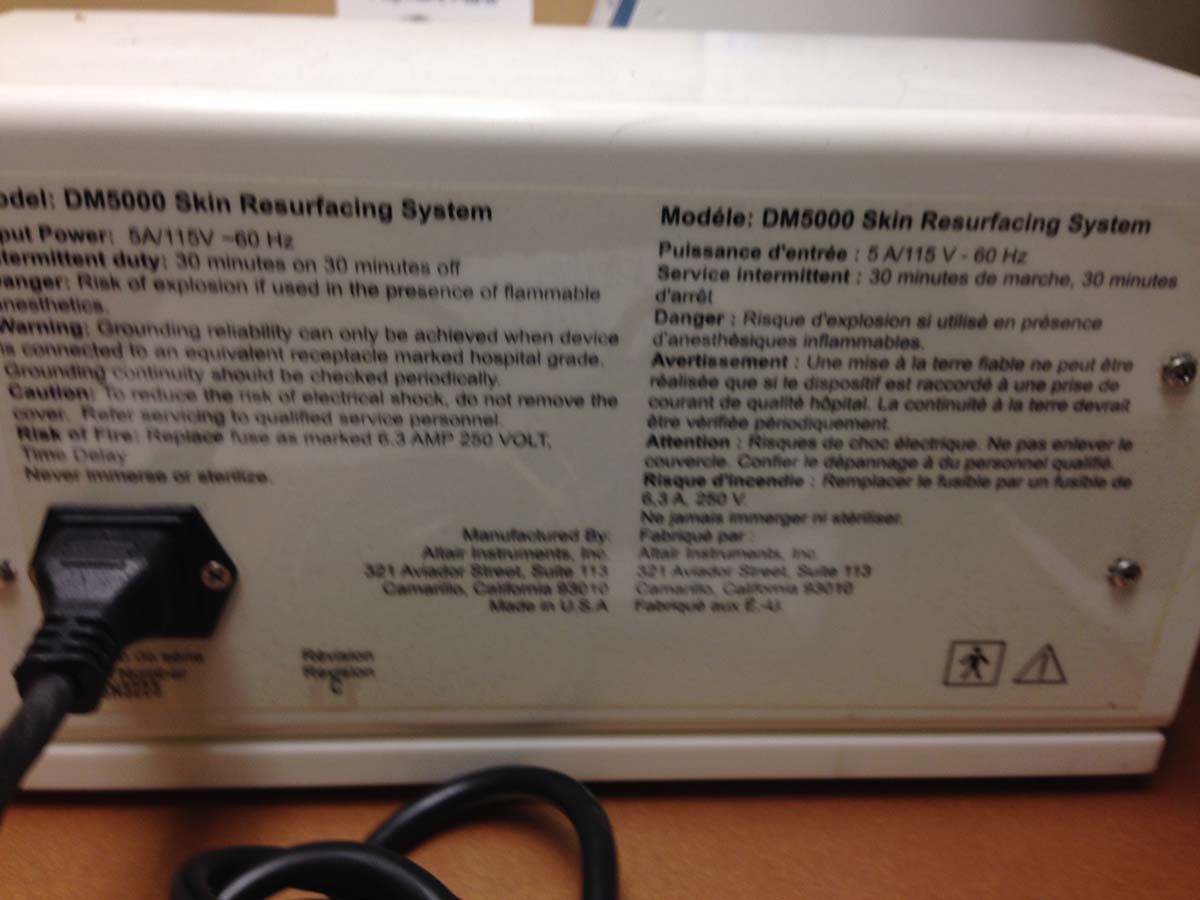 Model: DM5000 Skin Resurfacing System
Input Power: 5A/115V ~60 Hz
Intermittent duty: 30 minutes on 30 minutes off
Danger: Risk of explosion if used in the presence of flammable
anesthetics.
Warning: Grounding reliability can only be achieved when device
is connected to an equivalent receptacle marked hospital grade.
Grounding continuity should be checked periodically.
Caution: To reduce the risk of electrical shock, do not remove the
cover. Refer servicing to qualified service personnel.
Risk of Fire: Replace fuse as marked 6.3 AMP 250 VOLT,
Time Delay
Never immerse or sterilize.
Manufactured By:
Altair Instruments, Inc.
321 Aviador Street, Suite 113
Camarillo, California 93010
Made in U.S.A
de série
Révision
Revision
C
Modéle: DM5000 Skin Resurfacing System
Puissance d'entrée : 5 A/115 V - 60 Hz
Service intermittent : 30 minutes de marche, 30 minutes
d'arrêt
Danger : Risque d'explosion si utilisé en présence
d'anesthésiques inflammables.
Avertissement : Une mise à la terre fiable ne peut être
réalisée que si le dispositif est raccordé à une prise de
courant de qualité hôpital. La continuité à la terre devrait
être vérifiée périodiquement.
Attention : Risques de choc électrique. Ne pas enlever le
couvercle. Confier le dépannage à du personnel qualifié.
Risque d'incendie : Remplacer le fusible par un fusible de
6,3 A, 250 V.
Ne jamais immerger ni stériliser.
Fabriqué par :
Altair Instruments, Inc.
321 Aviador Street, Suite 113
Camarillo, California 93010
Fabriqué aux É.-U.